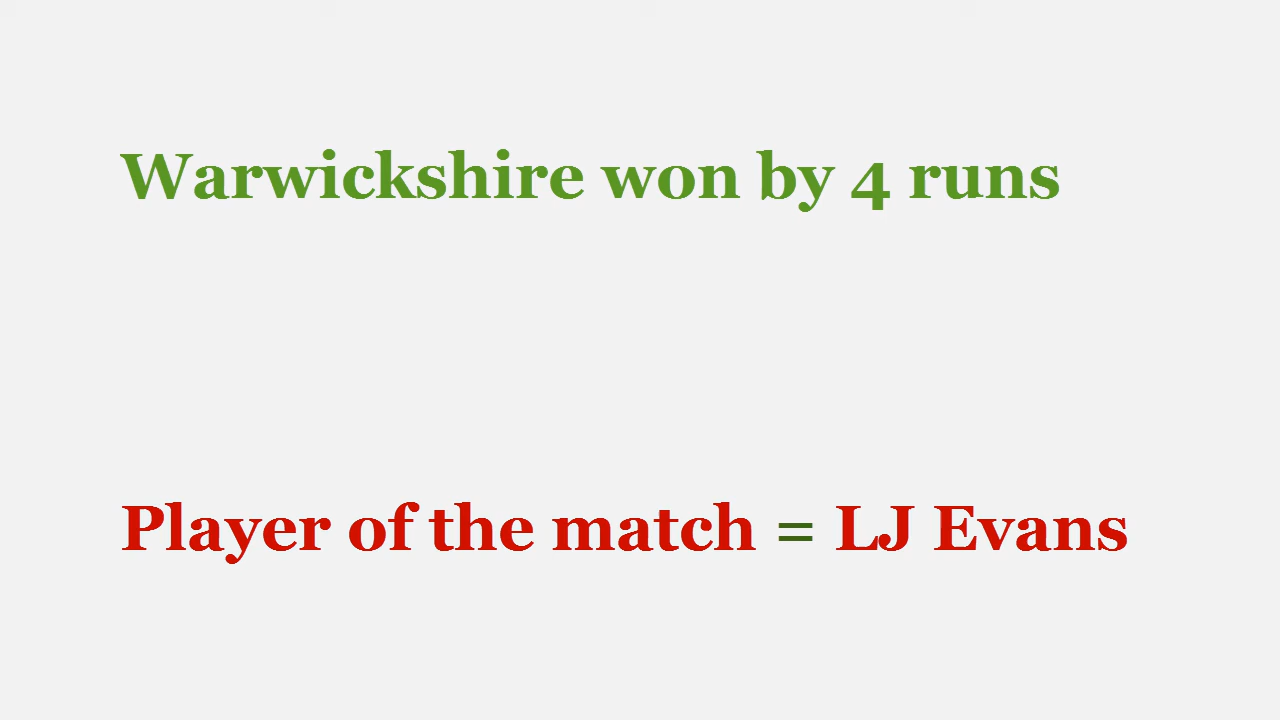 Warwickshire won by 4 runs
Player of the match = LJ Evans